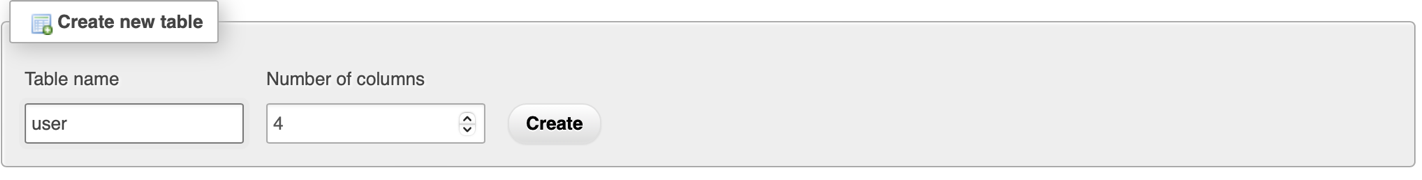 Create new table
Table name Number of columns
user 4 Create